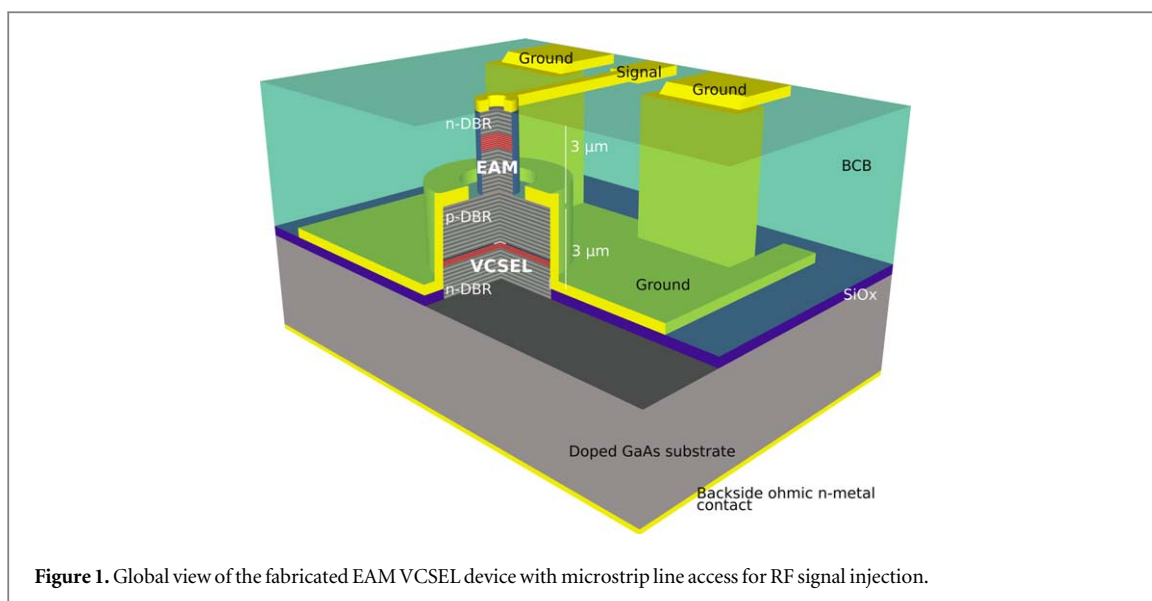 Ground
Signal
Ground
n-DBR
3 µm
EAM
BCB
p-DBR
3 µm
VCSEL
Ground
n-DBR
SiOx
Doped GaAs substrate
Backside ohmic n-metal
contact
Figure 1. Global view of the fabricated EAM VCSEL device with microstrip line access for RF signal injection.